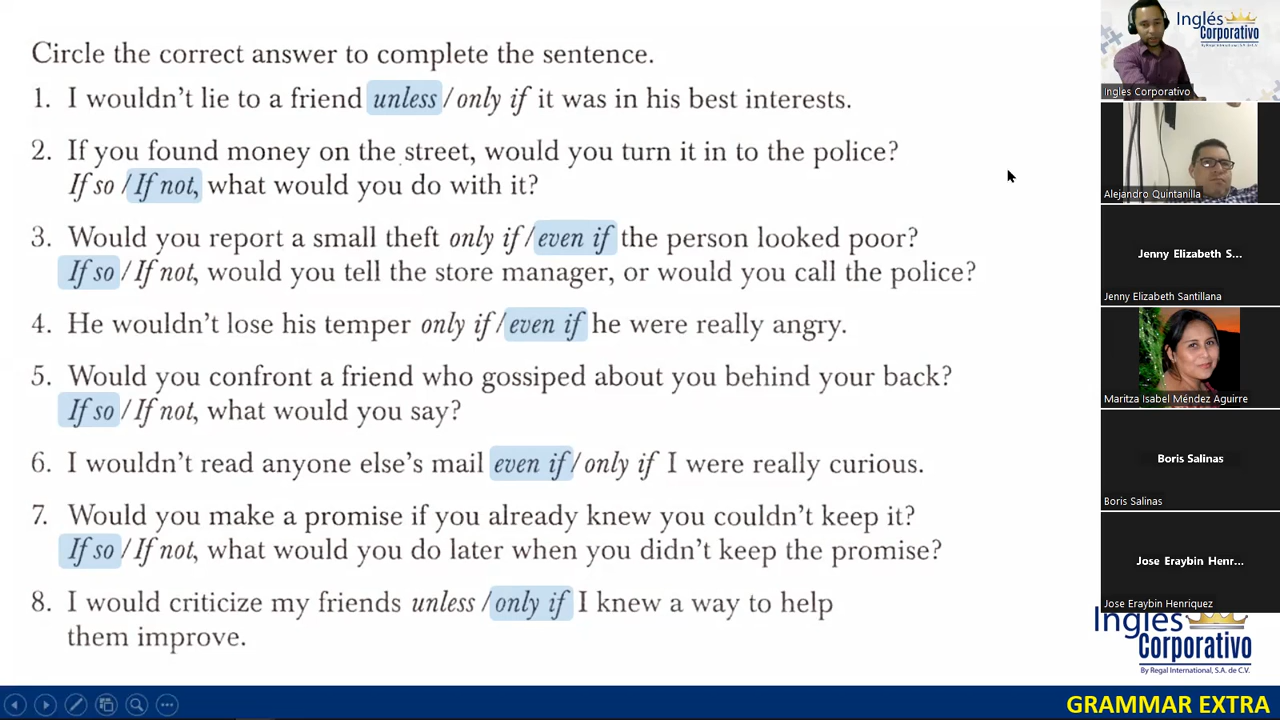 Circle the correct answer to complete the sentence.
1. I wouldn't lie to a friend unless / only if it was in his best interests.
2. If you found money on the street, would you turn it in to the police?
If so / If not, what would you do with it?
3. Would you report a small theft only if / even if the person looked poor?
If so / If not, would you tell the store manager, or would you call the police?
4. He wouldn't lose his temper only if / even if he were really angry.
5. Would you confront a friend who gossiped about you behind your back?
If so / If not, what would you say?
6. I wouldn't read anyone else's mail even if / only if I were really curious.
7. Would you make a promise if you already knew you couldn't keep it?
If so / If not, what would you do later when you didn't keep the promise?
8. I would criticize my friends unless / only if I knew a way to help
them improve.
Inglés
Corporativo
By Regal International, S.A. de C.V.
Ingles Corporativo
Alejandro Quintanilla
Jenny Elizabeth S...
Jenny Elizabeth Santillana
Maritza Isabel Méndez Aguirre
Boris Salinas
Boris Salinas
Jose Eraybin Henr...
Jose Eraybin Henriquez
Inglés
Corporativo
By Regal International, S.A. de C.V.
GRAMMAR EXTRA